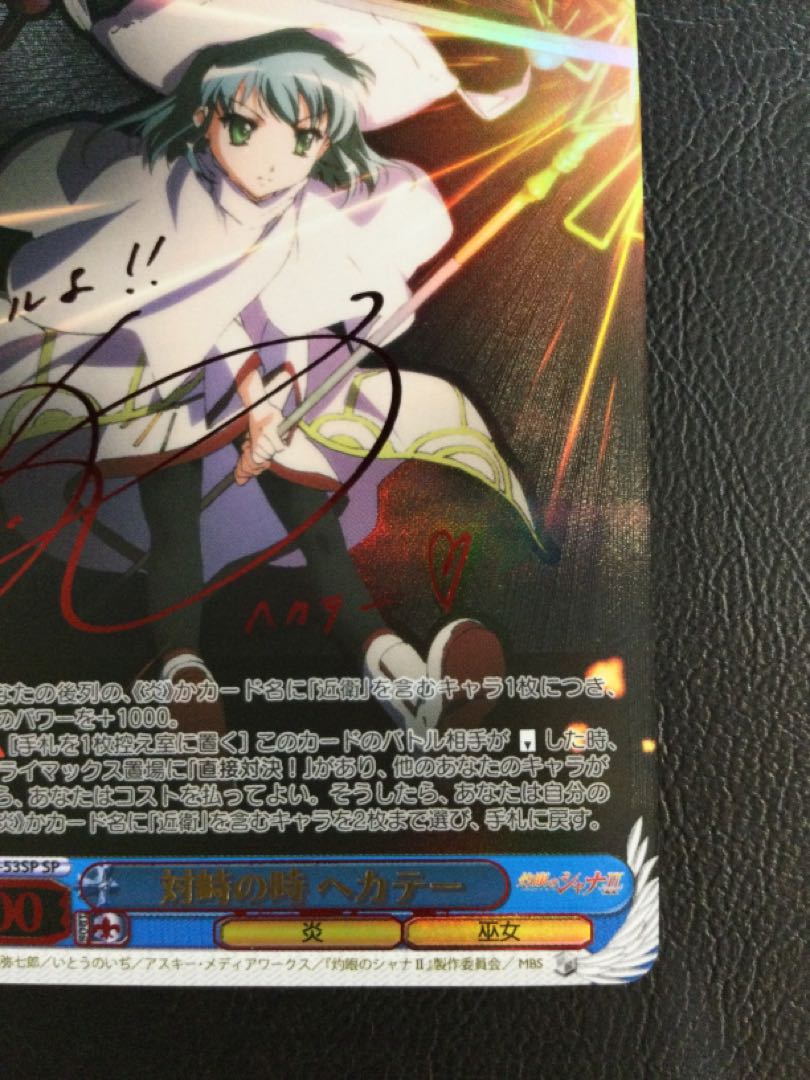 ルよ!!
ヘカテー♡
なたの後列の、《炎》かカード名に「近衛」を含むキャラ1枚につき、
のパワーを+1000。
[手札を1枚控え室に置く] このカードのバトル相手が した時、
ライマックス置場に「直接対決!」があり、他のあなたのキャラが
ら、あなたはコストを払ってよい。そうしたら、あなたは自分の
炎》かカード名に「近衛」を含むキャラを2枚まで選び、手札に戻す。
-53SP SP
対峙の時 ヘカテー
灼眼のシャナII
00
炎
巫女
弥七郎／いとうのいぢ／アスキー・メディアワークス／『灼眼のシャナⅡ』製作委員会／MBS